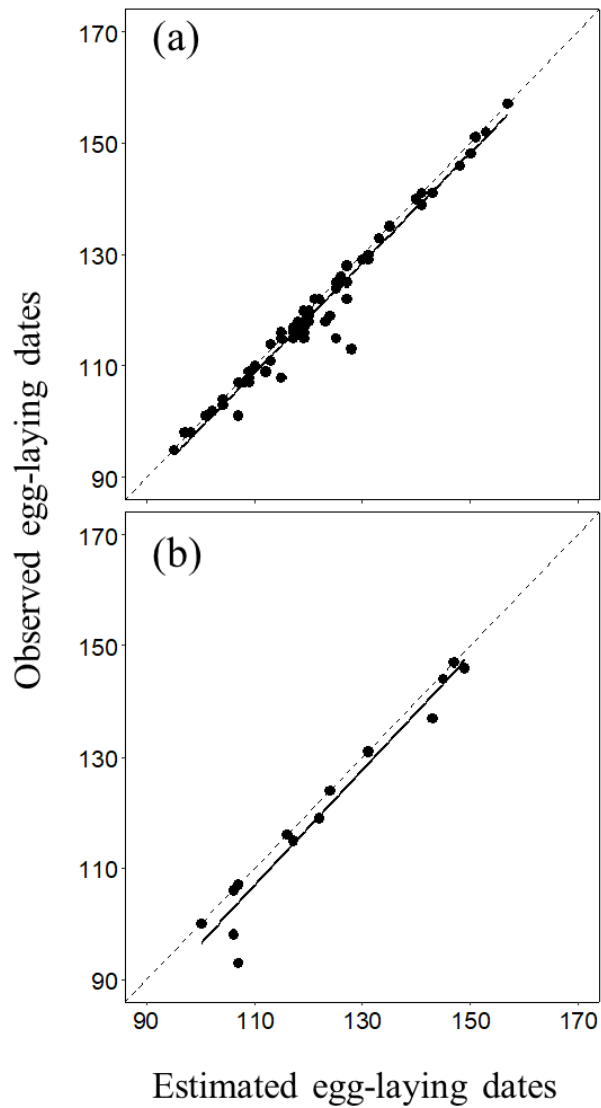 (a)
170
150
130
110
90
Observed egg-laying dates
(b)
170
150
130
110
90
90 110 130 150 170
Estimated egg-laying dates